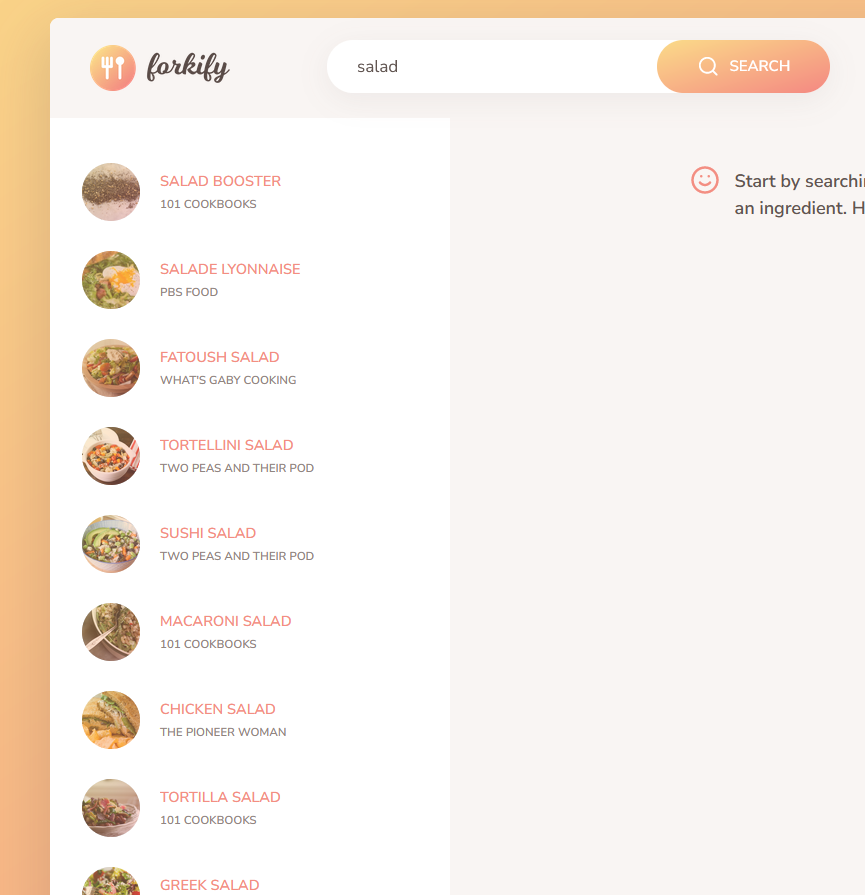 forkify
salad
SEARCH
SALAD BOOSTER
101 COOKBOOKS
SALADE LYONNAISE
PBS FOOD
FATOUSH SALAD
WHAT'S GABY COOKING
TORTELLINI SALAD
TWO PEAS AND THEIR POD
SUSHI SALAD
TWO PEAS AND THEIR POD
MACARONI SALAD
101 COOKBOOKS
CHICKEN SALAD
THE PIONEER WOMAN
TORTILLA SALAD
101 COOKBOOKS
GREEK SALAD
Start by searchi
an ingredient. H